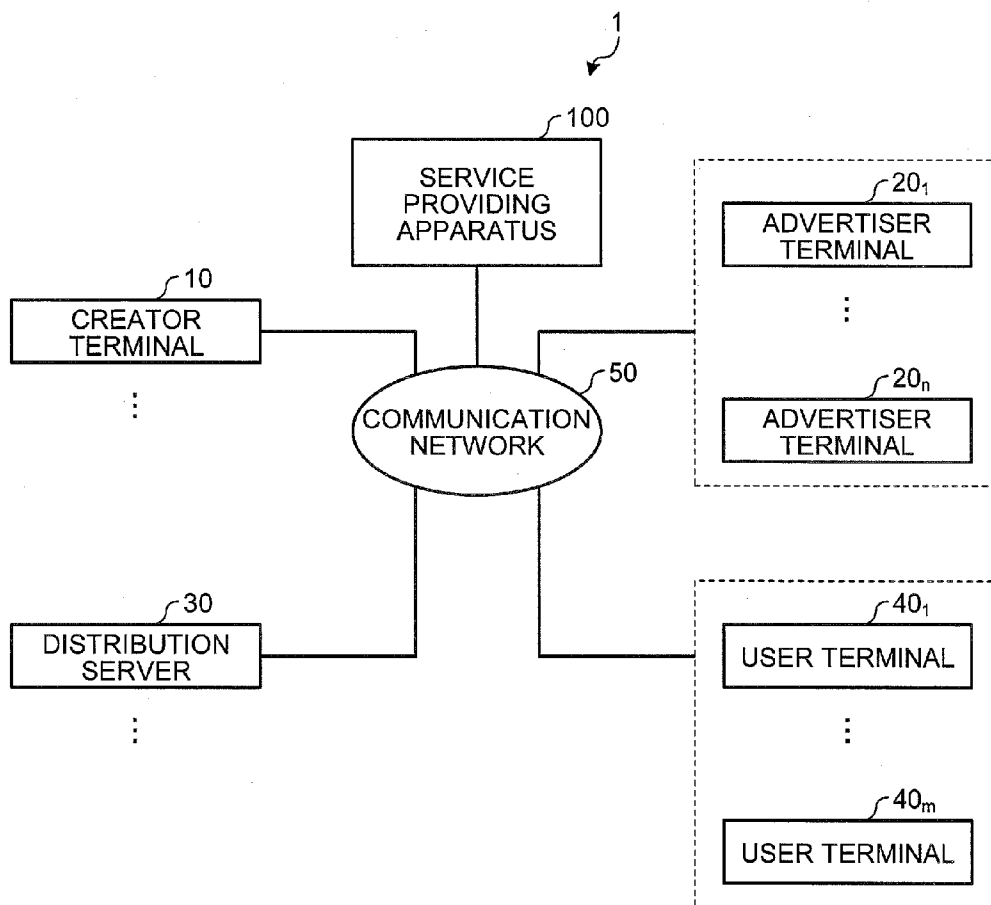 1
100
SERVICE
PROVIDING
APPARATUS
20₁
ADVERTISER
TERMINAL
⋮
20ₙ
ADVERTISER
TERMINAL
10
CREATOR
TERMINAL
⋮
50
COMMUNICATION
NETWORK
30
DISTRIBUTION
SERVER
⋮
40₁
USER TERMINAL
⋮
40ₘ
USER TERMINAL